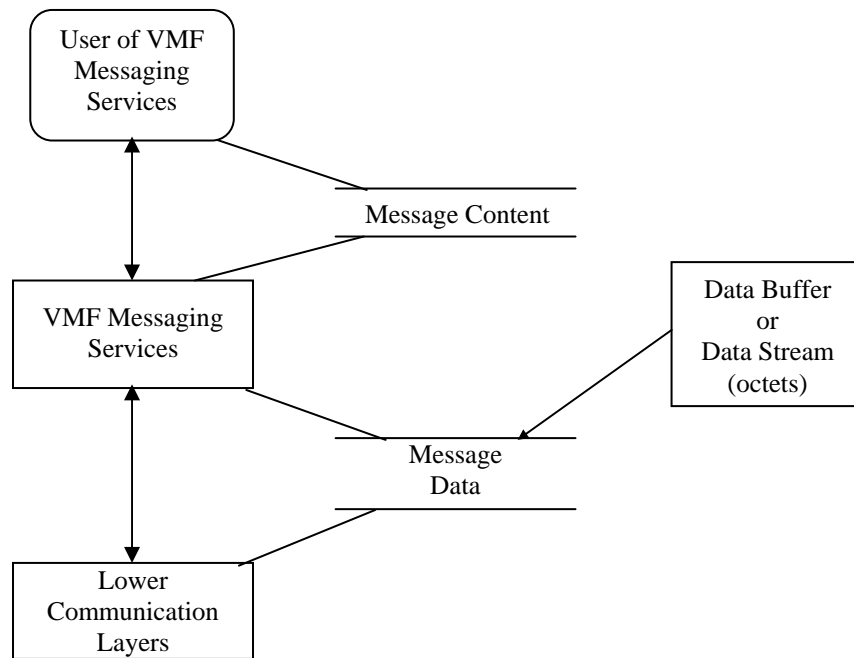 User of VMF
Messaging
Services
Message Content
VMF Messaging
Services
Data Buffer
or
Data Stream
(octets)
Message
Data
Lower
Communication
Layers